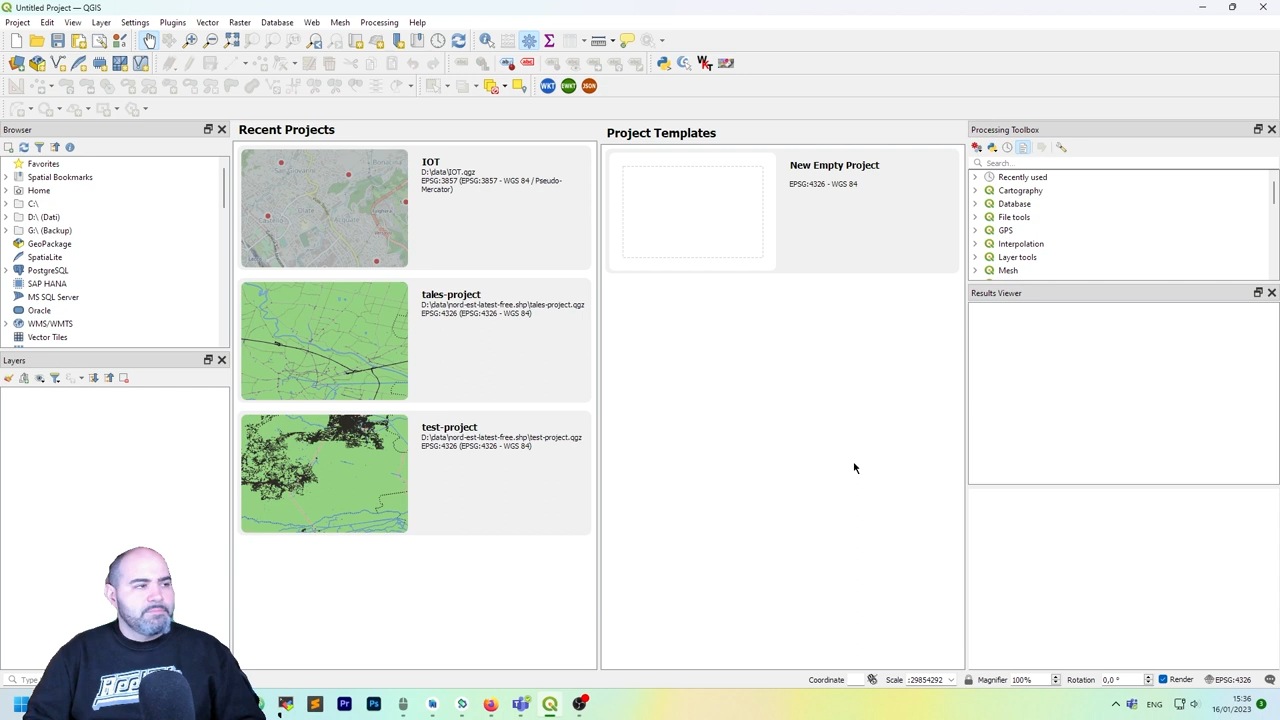 Untitled Project — QGIS
Project Edit View Layer Settings Plugins Vector Raster Database Web Mesh Processing Help
Browser
Favorites
Spatial Bookmarks
Home
C:\
D:\ (Dati)
G:\ (Backup)
GeoPackage
SpatiaLite
PostgreSQL
SAP HANA
MS SQL Server
Oracle
WMS/WMTS
Vector Tiles
Layers
Recent Projects
IOT
D:\data\IOT.qgz
EPSG:3857 (EPSG:3857 - WGS 84 / Pseudo-
Mercator)
tales-project
D:\data\nord-est-latest-free.shp\tales-project.qgz
EPSG:4326 (EPSG:4326 - WGS 84)
test-project
D:\data\nord-est-latest-free.shp\test-project.qgz
EPSG:4326 (EPSG:4326 - WGS 84)
Project Templates
New Empty Project
EPSG:4326 - WGS 84
Processing Toolbox
Search...
Recently used
Cartography
Database
File tools
GPS
Interpolation
Layer tools
Mesh
Results Viewer
Coordinate Scale :29854292 Magnifier 100% Rotation 0,0 ° Render EPSG:4326
ENG 15:36
16/01/2023